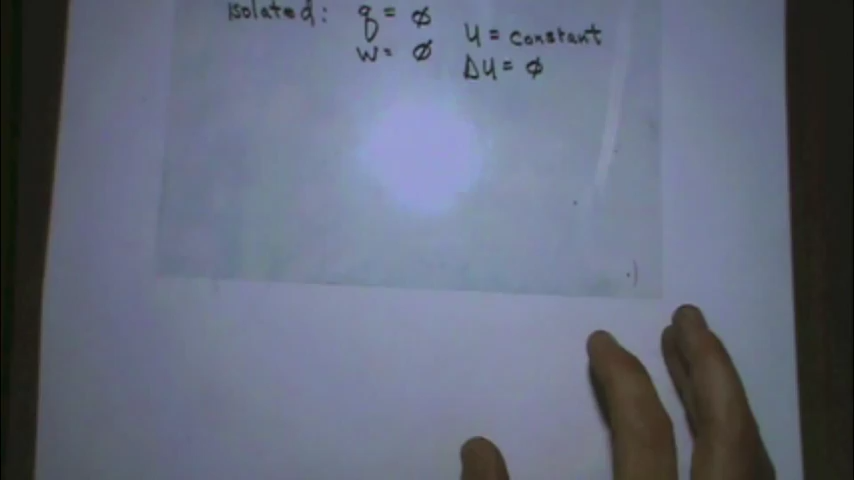 Isolated: q = ∅
w = ∅
U = constant
ΔU = ∅